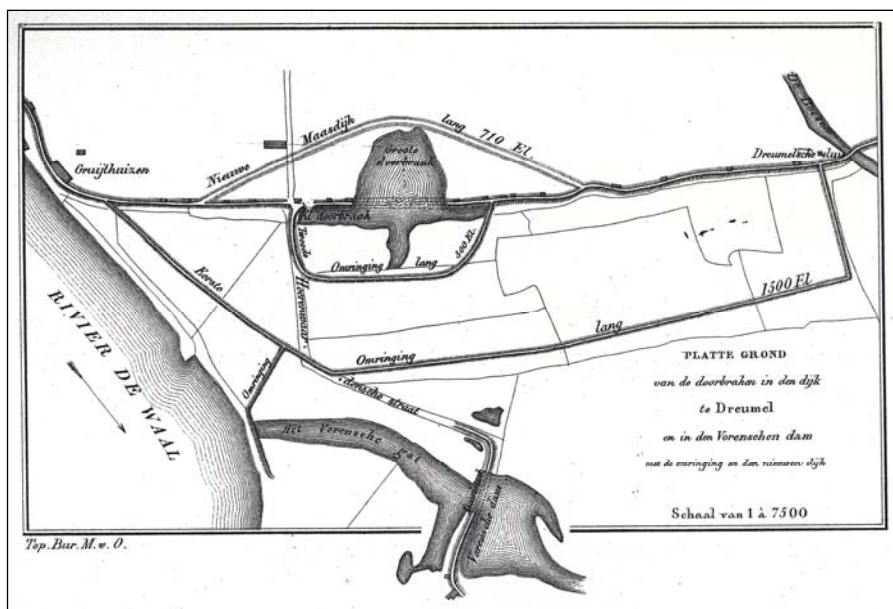 Gruijthuizen
Nieuwe Maasdijk lang 710 El.
Groote
doorbraak
Dreumelsche sluis
Kl. doorbraak
Tweede Omringing lang 500 El.
Heerenwaar-
densche straat
Eerste Omringing lang 1500 El
Omringing
RIVIER DE WAAL
Het Vorensche gat
Vorensche dam
PLATTE GROND
van de doorbraken in den dijk
te Dreumel
en in den Vorenschen dam
met de omringing en den nieuwen dijk
Schaal van 1 à 7500
Top. Bur. M. v. O.